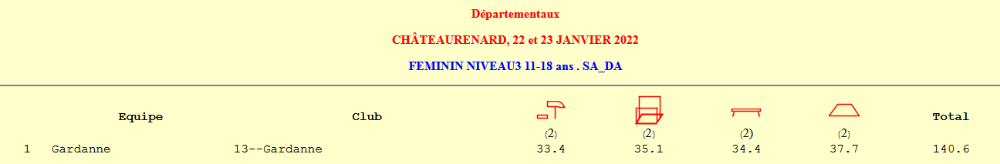 Départementaux
CHÂTEAURENARD, 22 et 23 JANVIER 2022
FEMININ NIVEAU3 11-18 ans . SA_DA
Equipe Club Total
(2) (2) (2) (2)
1 Gardanne 13--Gardanne 33.4 35.1 34.4 37.7 140.6